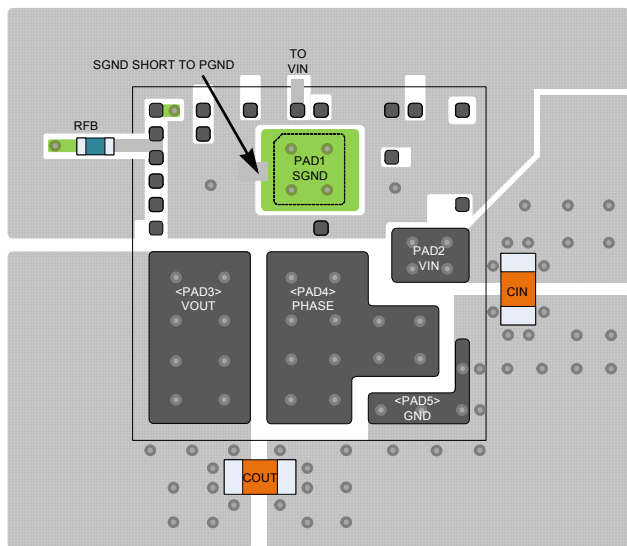 TO
VIN
SGND SHORT TO PGND
RFB
PAD1
SGND
PAD2
VIN
<PAD3>
VOUT
<PAD4>
PHASE
CIN
<PAD5>
GND
COUT